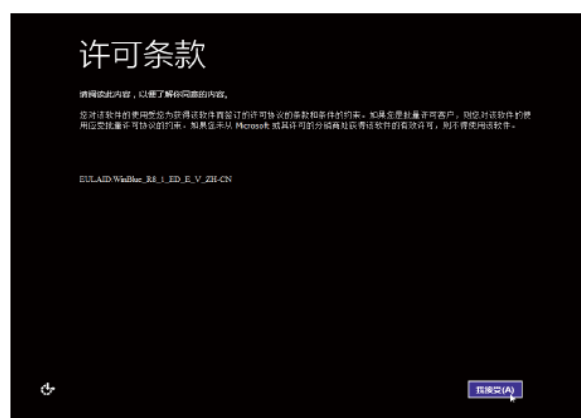 许可条款
请阅读此内容，以便了解你同意的内容。
您对该软件的使用受您为获得该软件而签订的许可协议的条款和条件的约束。如果您是批量许可客户，则您对该软件的使
用应受批量许可协议的约束。如果您未从 Microsoft 或其许可的分销商处获得该软件的有效许可，则不得使用该软件。
EULAID:WinBlue_R8_1_ED_E_V_ZH-CN
我接受(A)